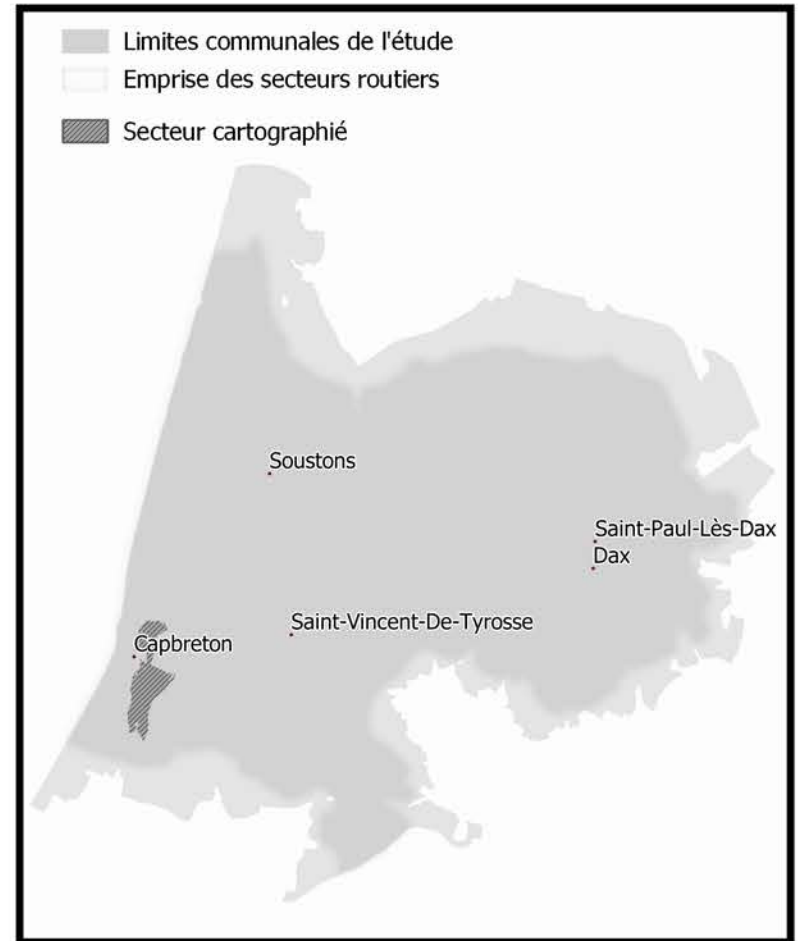 Limites communales de l'étude
Emprise des secteurs routiers
Secteur cartographié
Soustons
Saint-Paul-Lès-Dax
Dax
Saint-Vincent-De-Tyrosse
Capbreton